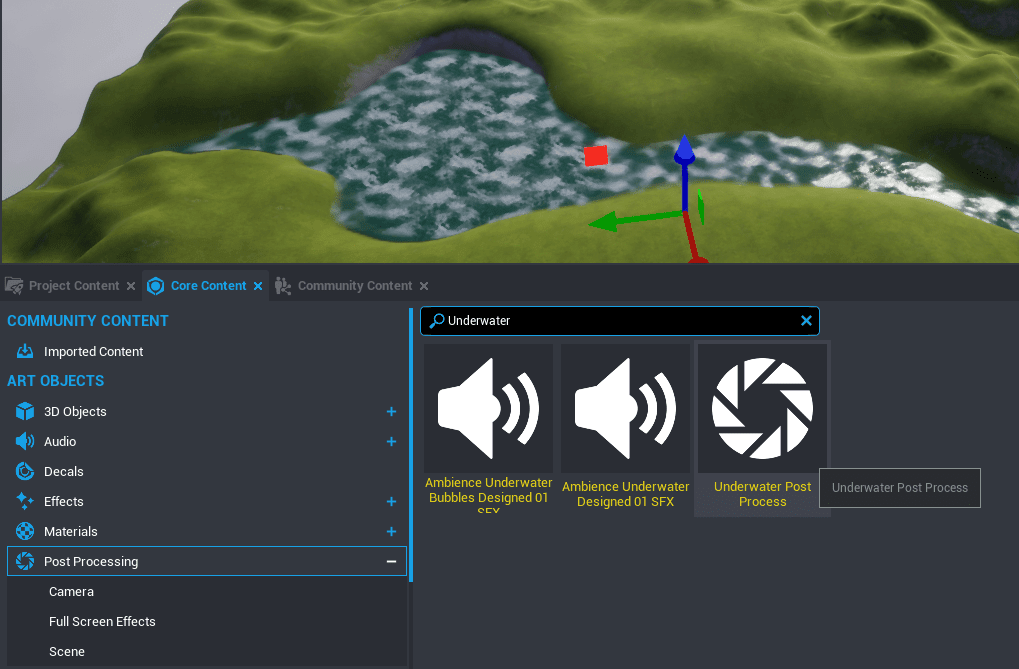 Project Content
Core Content
Community Content
COMMUNITY CONTENT
Imported Content
ART OBJECTS
3D Objects
Audio
Decals
Effects
Materials
Post Processing
Camera
Full Screen Effects
Scene
Underwater
Ambience Underwater
Bubbles Designed 01
SFX
Ambience Underwater
Designed 01 SFX
Underwater Post
Process
Underwater Post Process